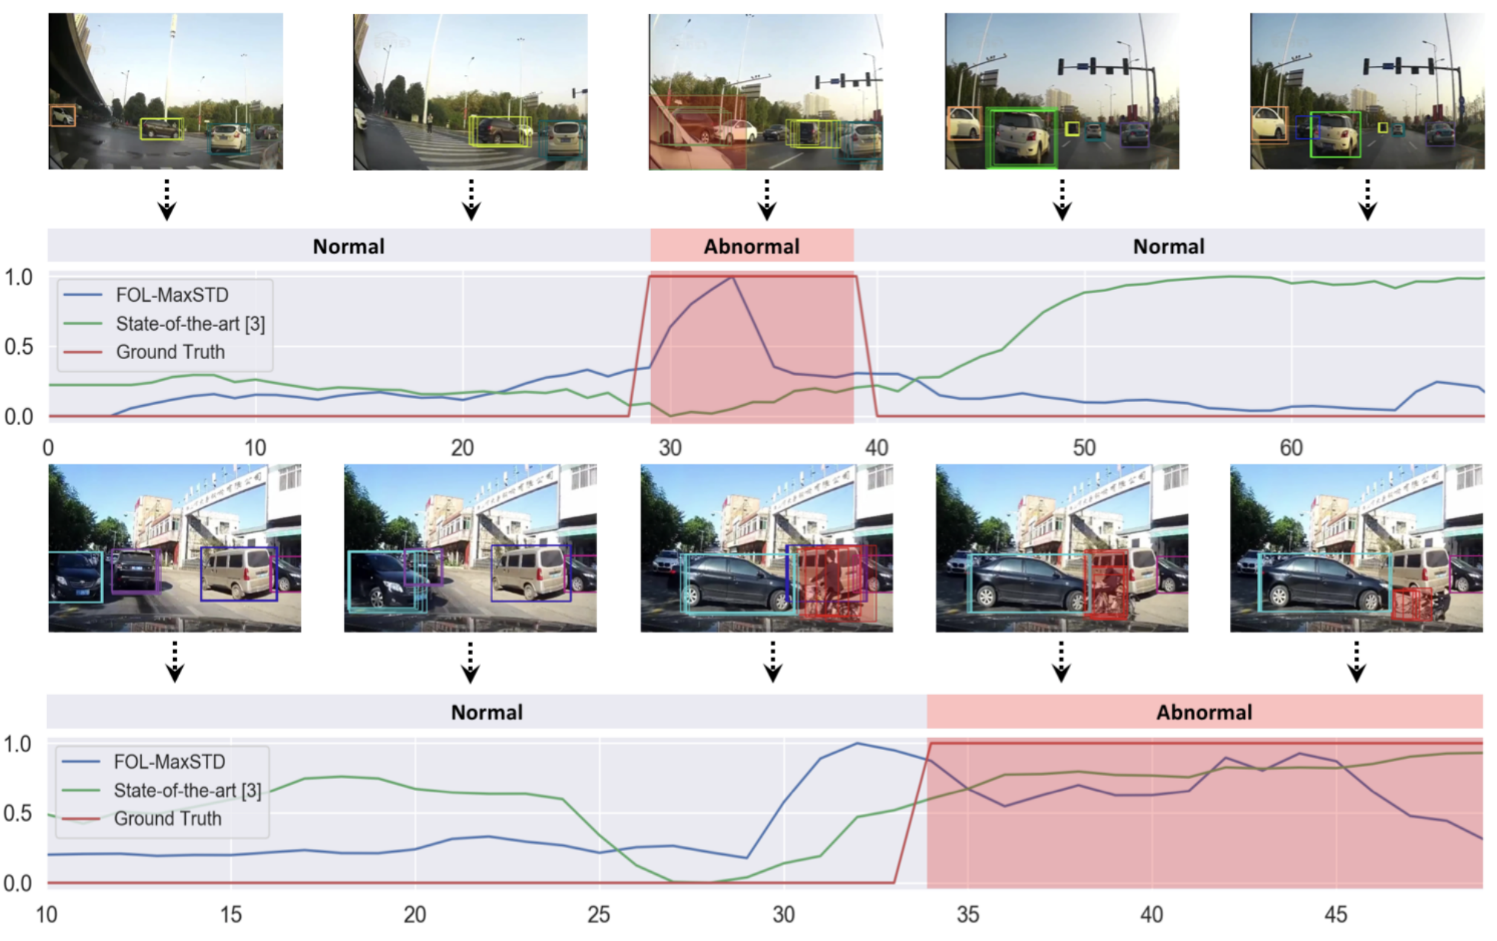 Normal Abnormal Normal
1.0
FOL-MaxSTD
State-of-the-art [3]
0.5
Ground Truth
0.0
0 10 20 30 40 50 60
Normal Abnormal
1.0
FOL-MaxSTD
State-of-the-art [3]
0.5
Ground Truth
0.0
10 15 20 25 30 35 40 45